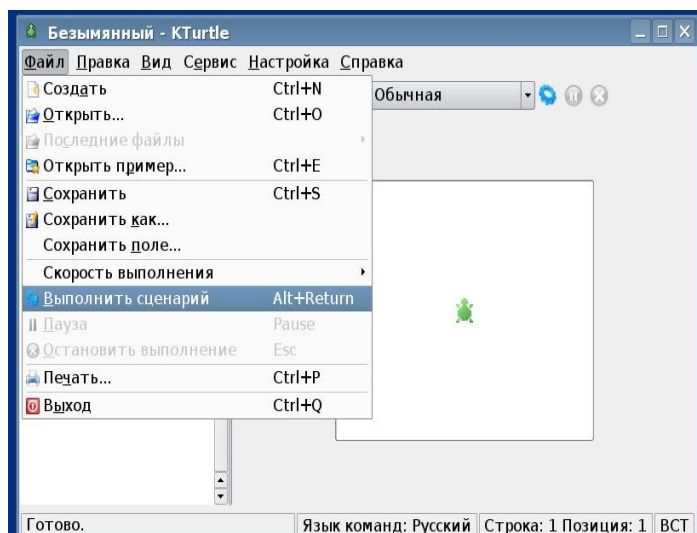 Безымянный - KTurtle
Файл Правка Вид Сервис Настройка Справка
Создать Ctrl+N
Обычная
Открыть... Ctrl+O
Последние файлы
Открыть пример... Ctrl+E
Сохранить Ctrl+S
Сохранить как...
Сохранить поле...
Скорость выполнения
Выполнить сценарий Alt+Return
Пауза Pause
Остановить выполнение Esc
Печать... Ctrl+P
Выход Ctrl+Q
Готово. Язык команд: Русский Строка: 1 Позиция: 1 ВСТ